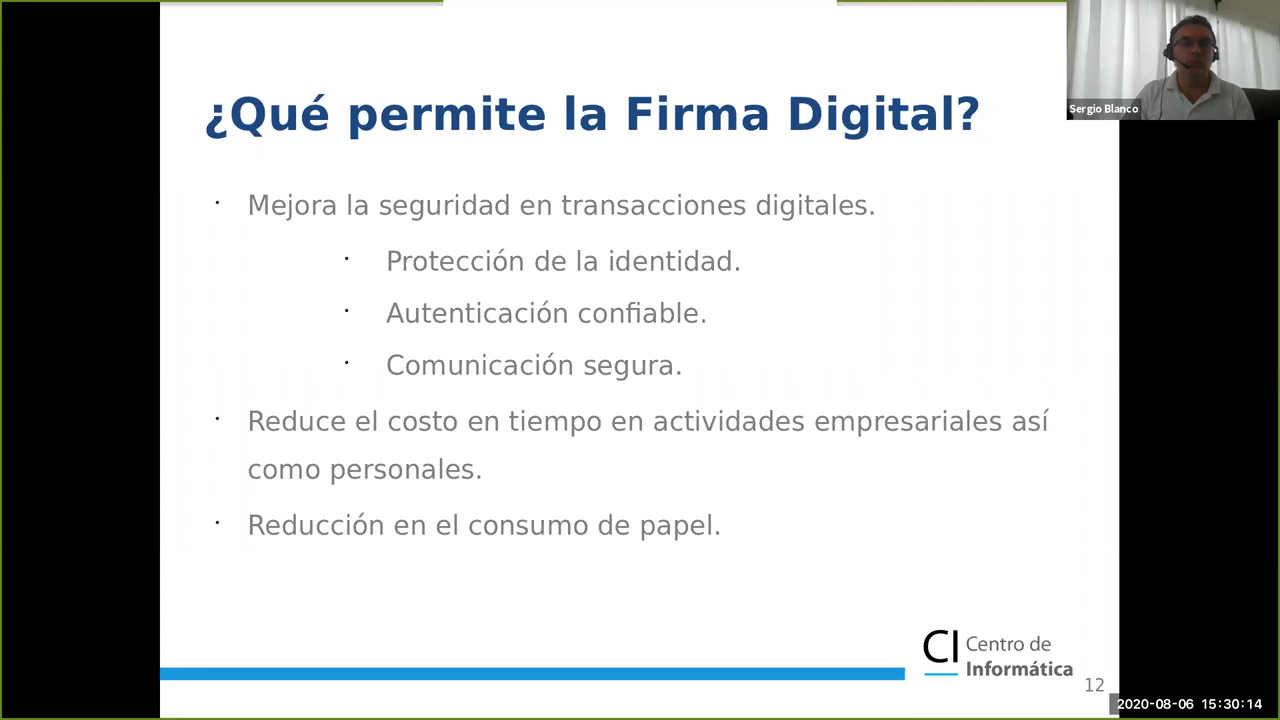 ¿Qué permite la Firma Digital?
Sergio Blanco
Mejora la seguridad en transacciones digitales.
Protección de la identidad.
Autenticación confiable.
Comunicación segura.
Reduce el costo en tiempo en actividades empresariales así
como personales.
Reducción en el consumo de papel.
CI Centro de
Informática
12
2020-08-06 15:30:14